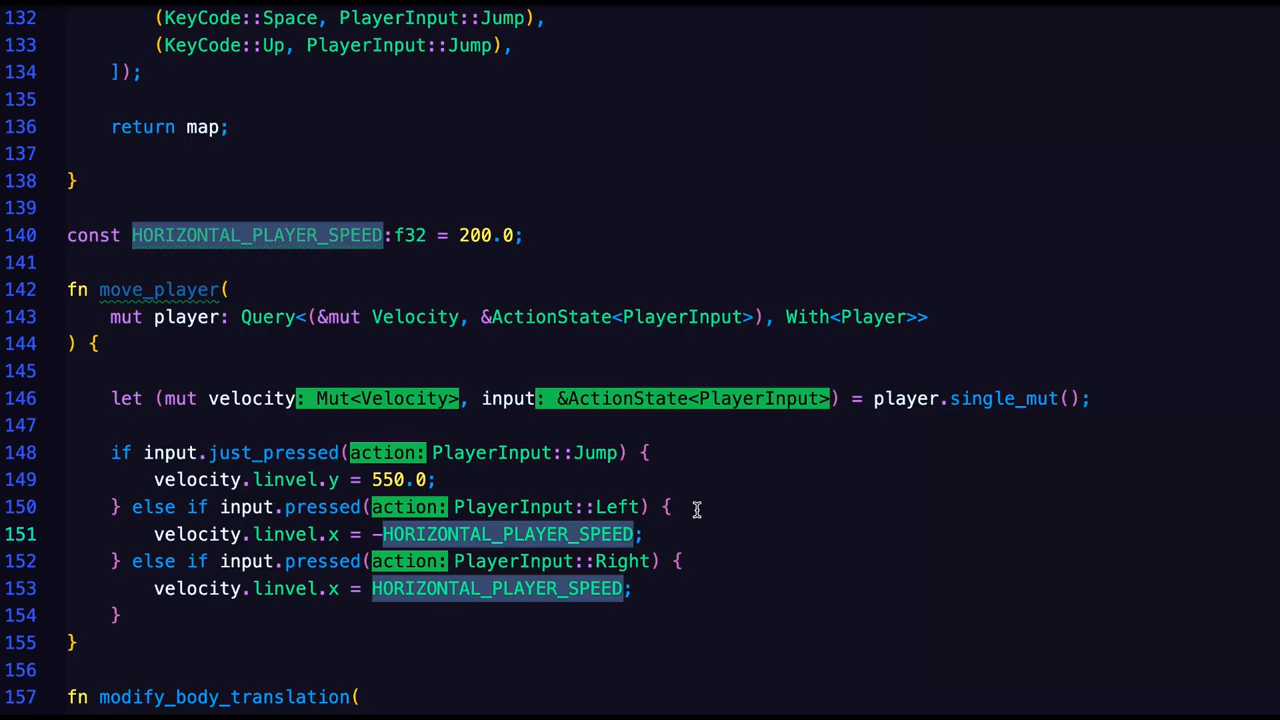 132 (KeyCode::Space, PlayerInput::Jump),
133 (KeyCode::Up, PlayerInput::Jump),
134 ]);
135
136 return map;
137
138 }
139
140 const HORIZONTAL_PLAYER_SPEED:f32 = 200.0;
141
142 fn move_player(
143 mut player: Query<(&mut Velocity, &ActionState<PlayerInput>), With<Player>>
144 ) {
145
146 let (mut velocity: Mut<Velocity>, input: &ActionState<PlayerInput>) = player.single_mut();
147
148 if input.just_pressed(action: PlayerInput::Jump) {
149 velocity.linvel.y = 550.0;
150 } else if input.pressed(action: PlayerInput::Left) {
151 velocity.linvel.x = -HORIZONTAL_PLAYER_SPEED;
152 } else if input.pressed(action: PlayerInput::Right) {
153 velocity.linvel.x = HORIZONTAL_PLAYER_SPEED;
154 }
155 }
156
157 fn modify_body_translation(